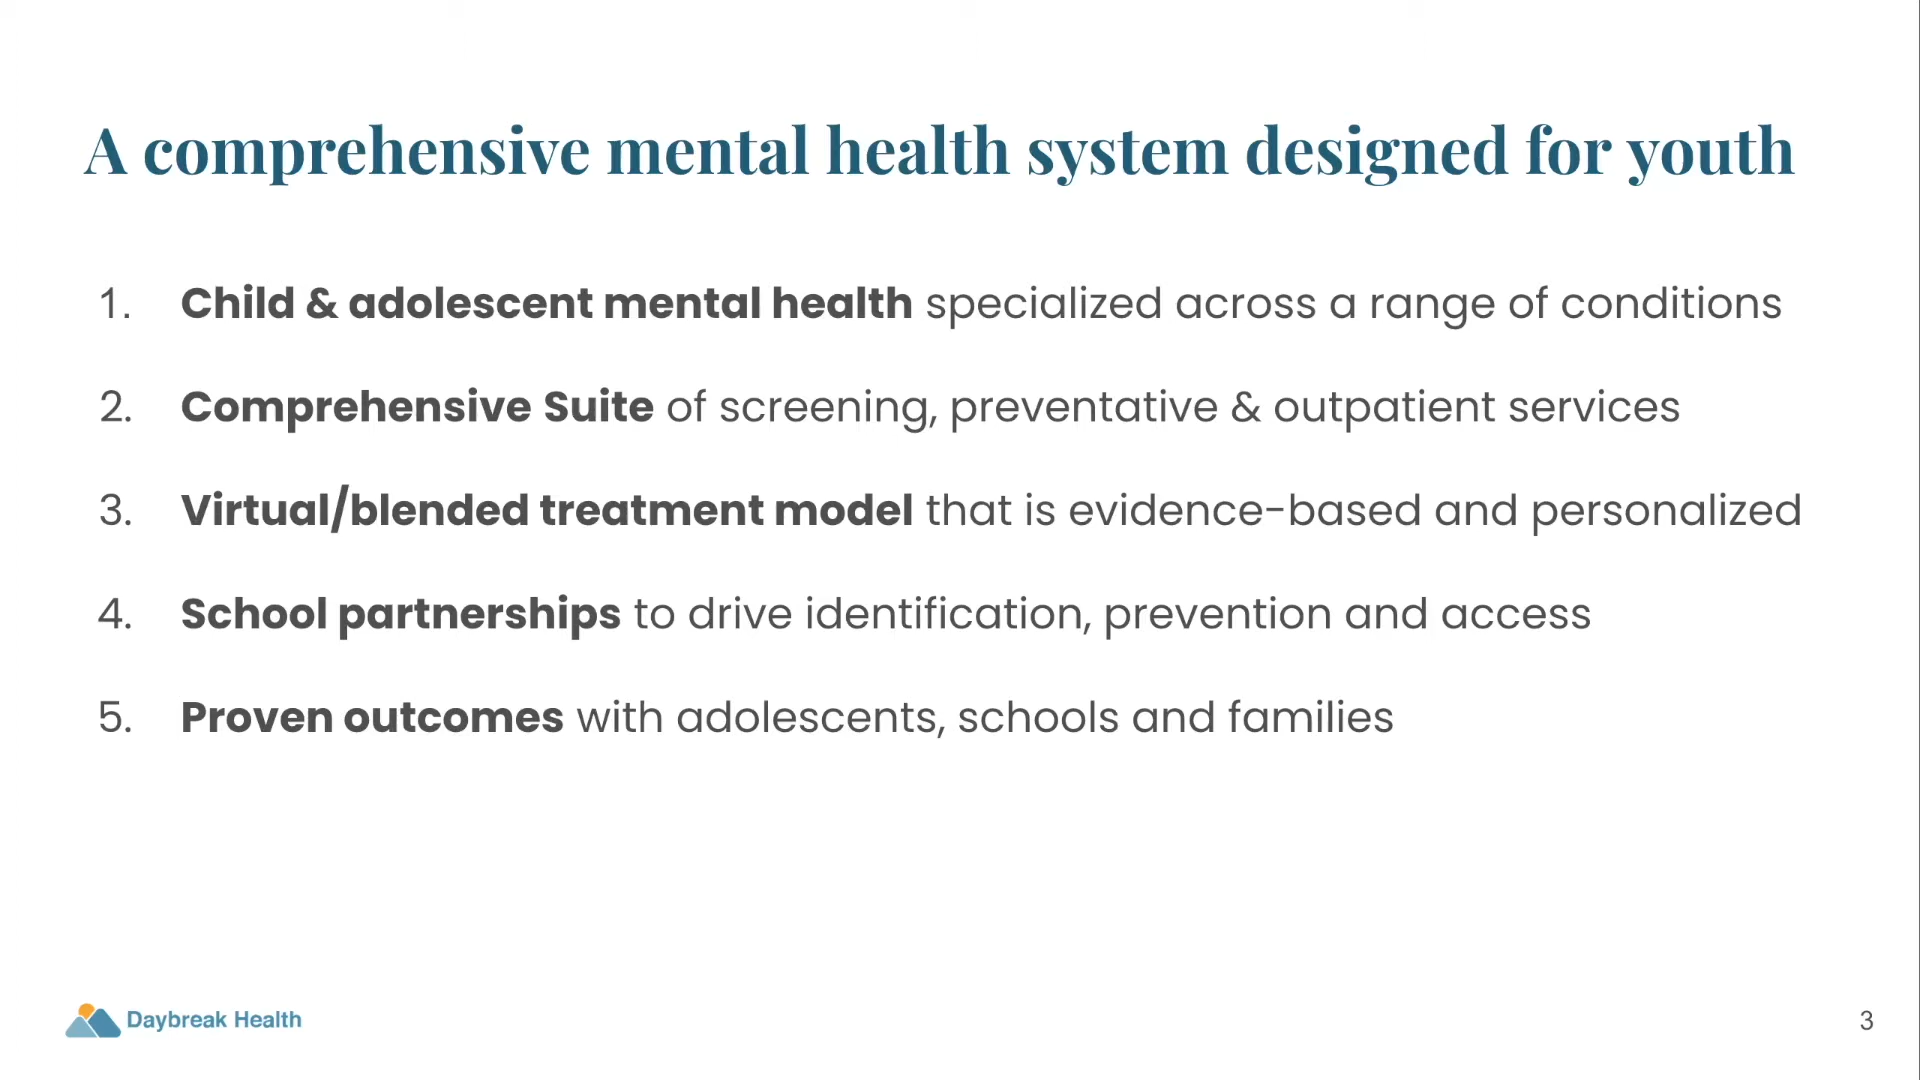 A comprehensive mental health system designed for youth
1. Child & adolescent mental health specialized across a range of conditions
2. Comprehensive Suite of screening, preventative & outpatient services
3. Virtual/blended treatment model that is evidence-based and personalized
4. School partnerships to drive identification, prevention and access
5. Proven outcomes with adolescents, schools and families
Daybreak Health
3